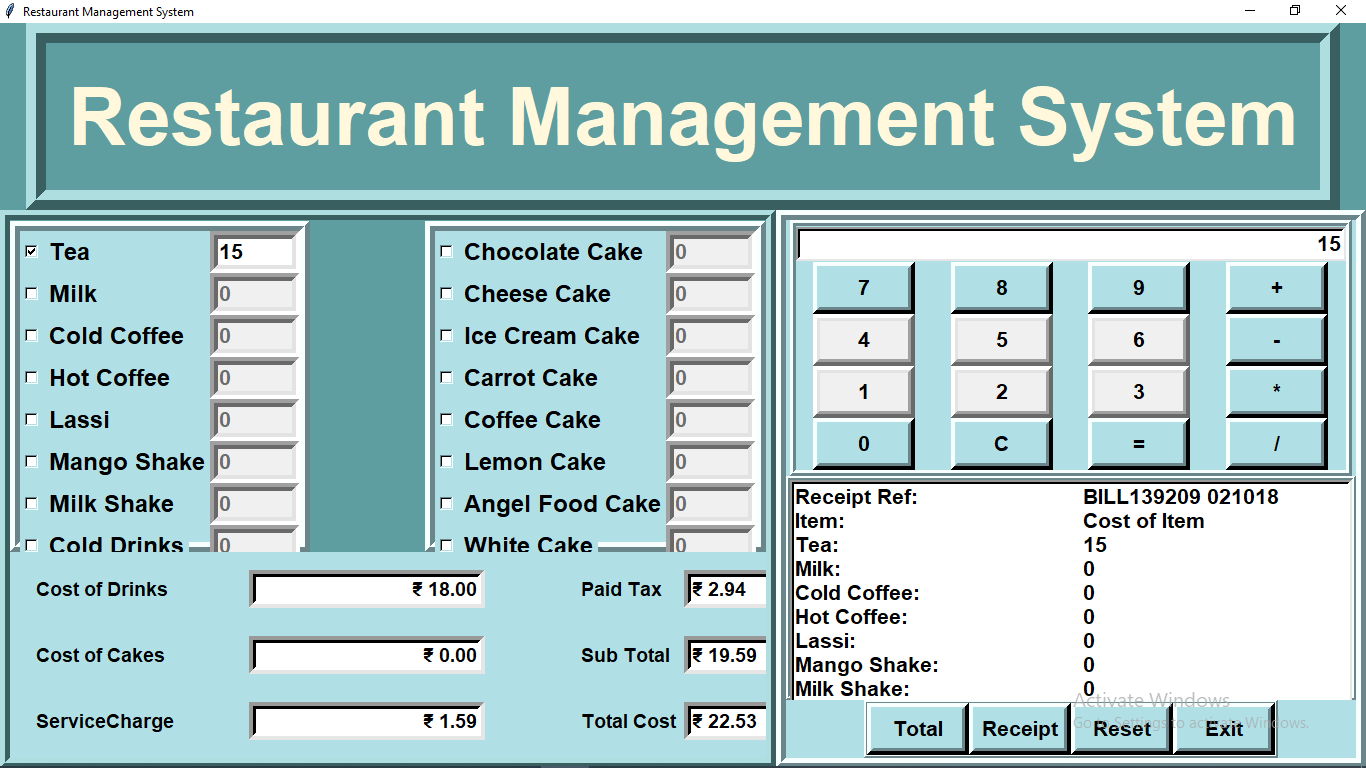 Restaurant Management System
Restaurant Management System
Tea 15
Milk 0
Cold Coffee 0
Hot Coffee 0
Lassi 0
Mango Shake 0
Milk Shake 0
Cold Drinks 0
Chocolate Cake 0
Cheese Cake 0
Ice Cream Cake 0
Carrot Cake 0
Coffee Cake 0
Lemon Cake 0
Angel Food Cake 0
White Cake 0
Cost of Drinks ₹ 18.00 Paid Tax ₹ 2.94
Cost of Cakes ₹ 0.00 Sub Total ₹ 19.59
ServiceCharge ₹ 1.59 Total Cost ₹ 22.53
15
7 8 9 +
4 5 6 -
1 2 3 *
0 C = /
Receipt Ref: BILL139209 021018
Item: Cost of Item
Tea: 15
Milk: 0
Cold Coffee: 0
Hot Coffee: 0
Lassi: 0
Mango Shake: 0
Milk Shake: 0
Activate Windows
Go to Settings to activate Windows.
Total Receipt Reset Exit